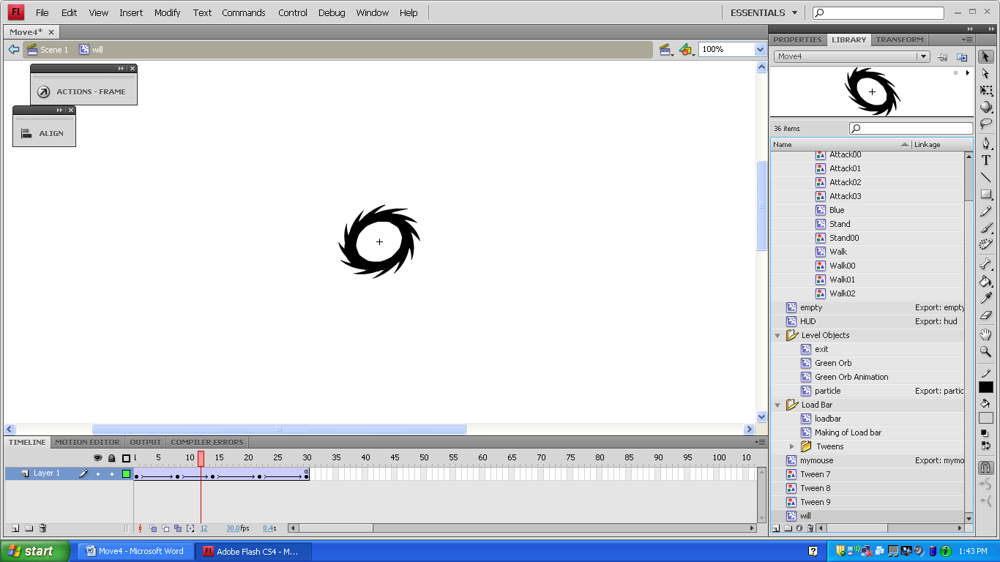 Fl File Edit View Insert Modify Text Commands Control Debug Window Help ESSENTIALS
Move4*
Scene 1 will 100%
ACTIONS - FRAME
ALIGN
PROPERTIES LIBRARY TRANSFORM
Move4
36 items
Name Linkage
Attack00
Attack01
Attack02
Attack03
Blue
Stand
Stand00
Walk
Walk00
Walk01
Walk02
empty Export: empty
HUD Export: hud
Level Objects
exit
Green Orb
Green Orb Animation
particle Export: partic
Load Bar
loadbar
Making of Load bar
Tweens
mymouse Export: mymo
Tween 7
Tween 8
Tween 9
will
TIMELINE MOTION EDITOR OUTPUT COMPILER ERRORS
5 10 15 20 25 30 35 40 45 50 55 60 65 70 75 80 85 90 95 100 10
Layer 1
12 30.0fps 0.4s
start Move4 - Microsoft Word Fl Adobe Flash CS4 - M... 1:43 PM